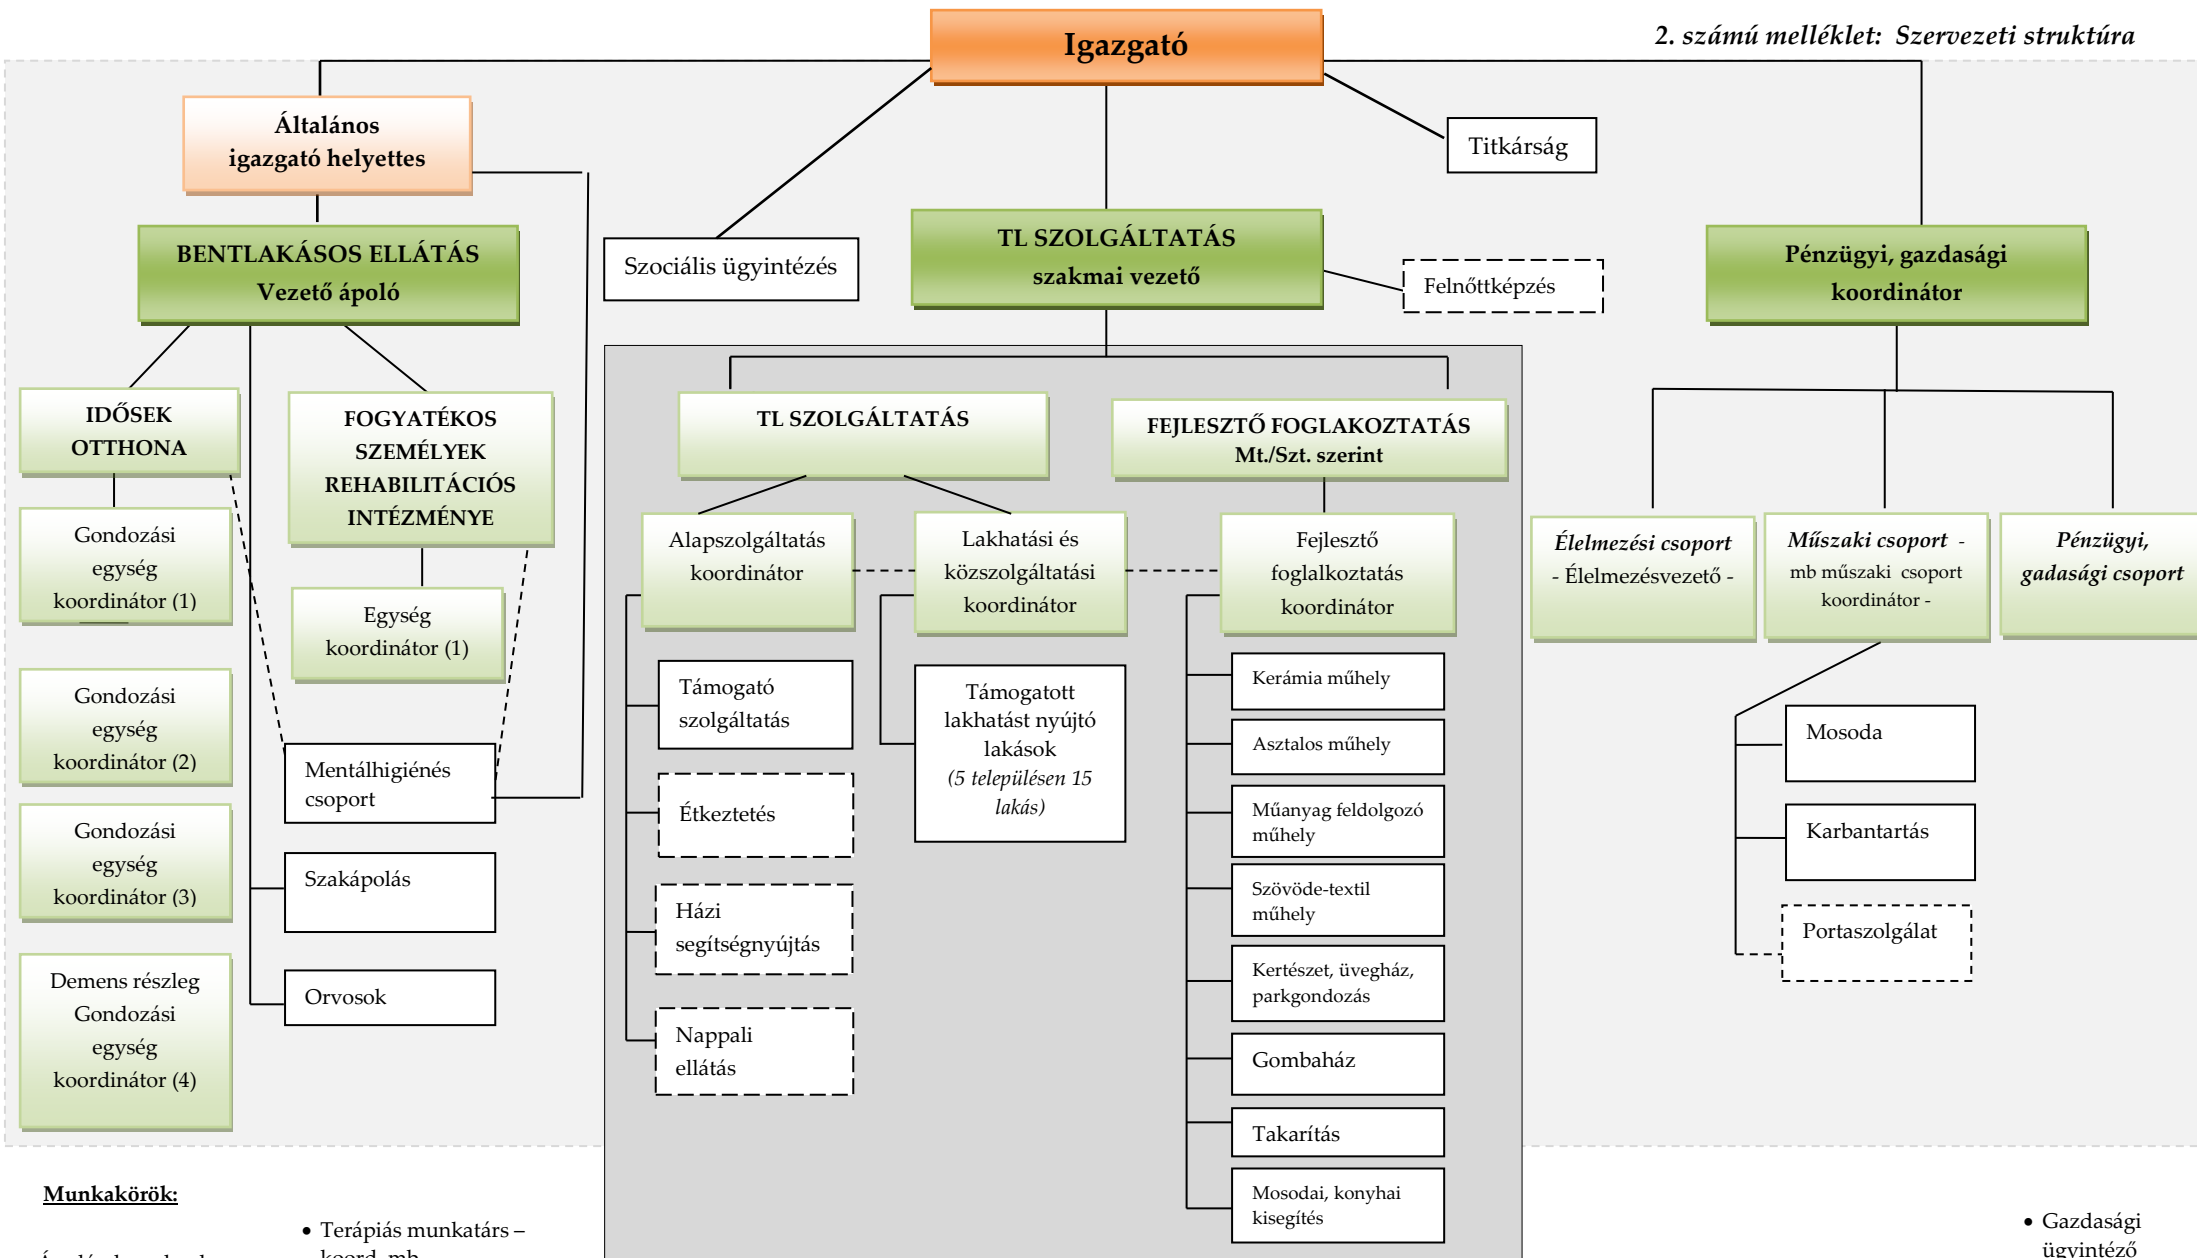 2. számú melléklet: Szervezeti struktúra
Igazgató
Általános
igazgató helyettes
Titkárság
BENTLAKÁSOS ELLÁTÁS
Vezető ápoló
Szociális ügyintézés
TL SZOLGÁLTATÁS
szakmai vezető
Felnőttképzés
Pénzügyi, gazdasági
koordinátor
IDŐSEK
OTTHONA
FOGYATÉKOS
SZEMÉLYEK
REHABILITÁCIÓS
INTÉZMÉNYE
TL SZOLGÁLTATÁS
FEJLESZTŐ FOGLAKOZTATÁS
Mt./Szt. szerint
Gondozási
egység
koordinátor (1)
Egység
koordinátor (1)
Gondozási
egység
koordinátor (2)
Gondozási
egység
koordinátor (3)
Demens részleg
Gondozási
egység
koordinátor (4)
Mentálhigiénés
csoport
Szakápolás
Orvosok
Alapszolgáltatás
koordinátor
Lakhatási és
közszolgáltatási
koordinátor
Fejlesztő
foglalkoztatás
koordinátor
Támogató
szolgáltatás
Étkeztetés
Házi
segítségnyújtás
Nappali
ellátás
Támogatott
lakhatást nyújtó
lakások
(5 településen 15
lakás)
Kerámia műhely
Asztalos műhely
Műanyag feldolgozó
műhely
Szövöde-textil
műhely
Kertészet, üvegház,
parkgondozás
Gombaház
Takarítás
Mosodai, konyhai
kisegítés
Élelmezési csoport
- Élelmezésvezető -
Műszaki csoport -
mb műszaki csoport
koordinátor -
Pénzügyi,
gadasági csoport
Mosoda
Karbantartás
Portaszolgálat
Munkakörök:
• Terápiás munkatárs –
• Gazdasági
ügyintéző